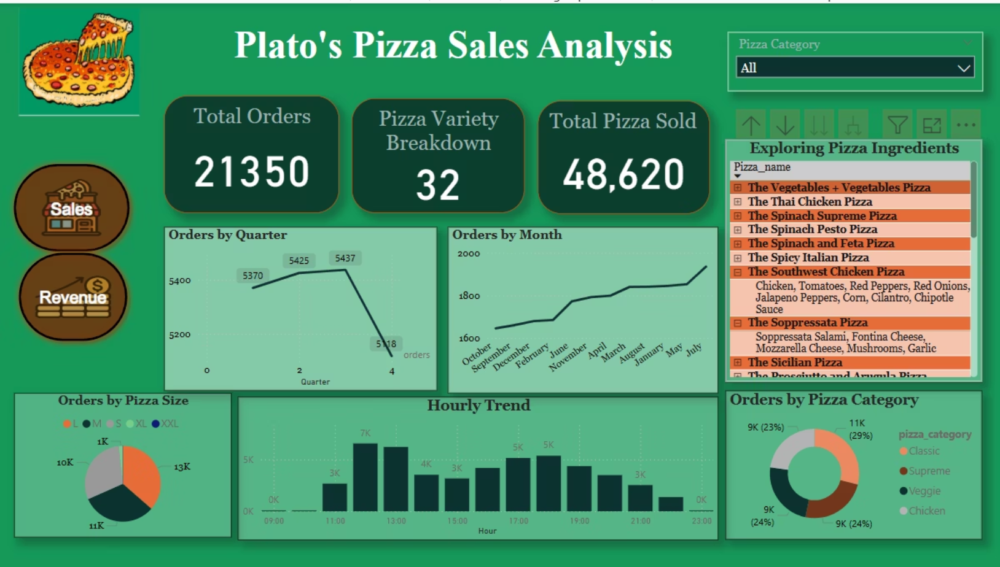 Plato's Pizza Sales Analysis
Pizza Category
All
Total Orders
21350
Pizza Variety
Breakdown
32
Total Pizza Sold
48,620
Sales
Revenue
Orders by Quarter
5400
5200
5370
5425
5437
5118
orders
0
2
4
Quarter
Orders by Month
2000
1800
1600
October
September
December
February
June
November
April
March
August
January
May
July
Exploring Pizza Ingredients
Pizza_name
The Vegetables + Vegetables Pizza
The Thai Chicken Pizza
The Spinach Supreme Pizza
The Spinach Pesto Pizza
The Spinach and Feta Pizza
The Spicy Italian Pizza
The Southwest Chicken Pizza
Chicken, Tomatoes, Red Peppers, Red Onions,
Jalapeno Peppers, Corn, Cilantro, Chipotle
Sauce
The Soppressata Pizza
Soppressata Salami, Fontina Cheese,
Mozzarella Cheese, Mushrooms, Garlic
The Sicilian Pizza
The Prosciutto and Arugula Pizza
Orders by Pizza Size
L M S XL XXL
1K
10K
13K
11K
Hourly Trend
5K
0K
0K
3K
7K
4K
3K
5K
5K
3K
0K
09:00
11:00
13:00
15:00
17:00
19:00
21:00
23:00
Hour
Orders by Pizza Category
9K (23%)
11K
(29%)
9K
(24%)
9K (24%)
pizza_category
Classic
Supreme
Veggie
Chicken